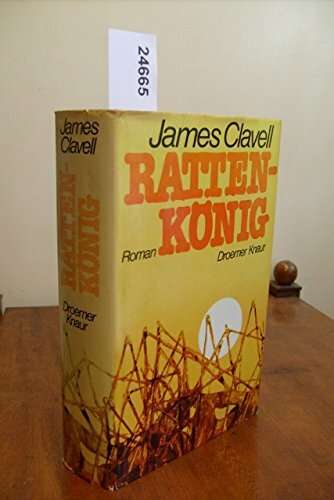 24665
James Clavell
RATTEN-
KÖNIG
Roman
Droemer Knaur
James
Clavell
RATTEN-
KÖNIG
Droemer
Knaur